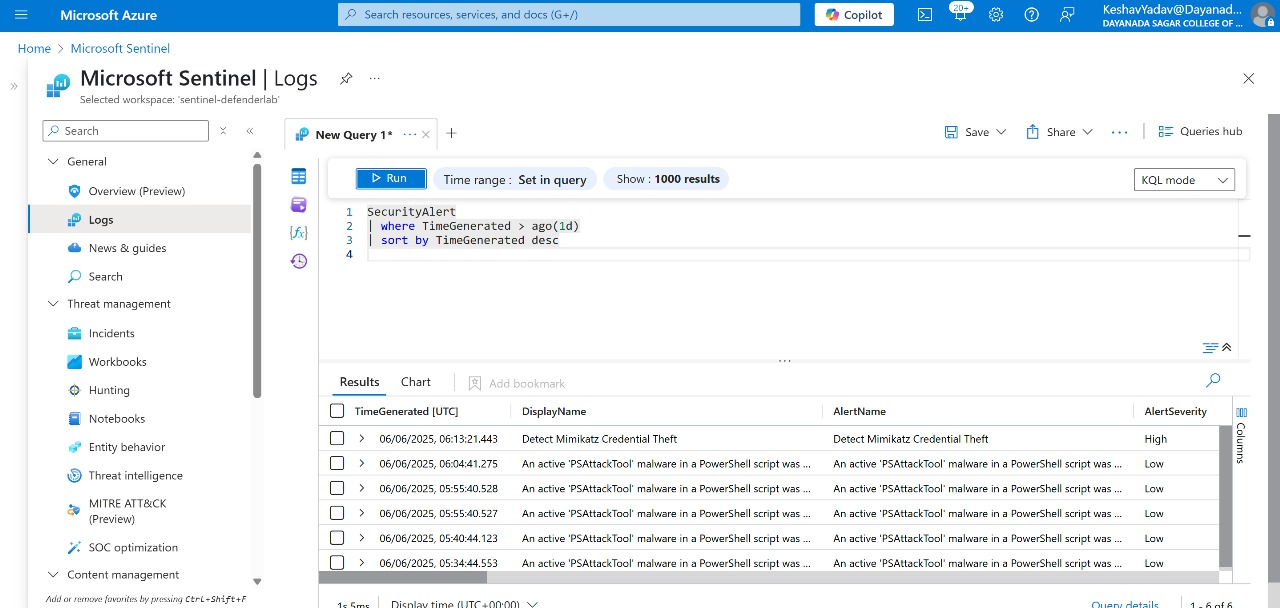 Microsoft Azure
Search resources, services, and docs (G+/)
Copilot
20+
KeshavYadav@Dayanad...
DAYANADA SAGAR COLLEGE OF ...
Home > Microsoft Sentinel
Microsoft Sentinel | Logs ...
Selected workspace: 'sentinel-defenderlab'
Search
General
Overview (Preview)
Logs
News & guides
Search
Threat management
Incidents
Workbooks
Hunting
Notebooks
Entity behavior
Threat intelligence
MITRE ATT&CK
(Preview)
SOC optimization
Content management
Add or remove favorites by pressing Ctrl+Shift+F
New Query 1* ...
Save Share ... Queries hub
Run Time range : Set in query Show : 1000 results KQL mode
1 SecurityAlert
2 | where TimeGenerated > ago(1d)
3 | sort by TimeGenerated desc
4
Results Chart Add bookmark
TimeGenerated [UTC] DisplayName AlertName AlertSeverity
06/06/2025, 06:13:21.443 Detect Mimikatz Credential Theft Detect Mimikatz Credential Theft High
06/06/2025, 06:04:41.275 An active 'PSAttackTool' malware in a PowerShell script was ... An active 'PSAttackTool' malware in a PowerShell script was ... Low
06/06/2025, 05:55:40.528 An active 'PSAttackTool' malware in a PowerShell script was ... An active 'PSAttackTool' malware in a PowerShell script was ... Low
06/06/2025, 05:55:40.527 An active 'PSAttackTool' malware in a PowerShell script was ... An active 'PSAttackTool' malware in a PowerShell script was ... Low
06/06/2025, 05:40:44.123 An active 'PSAttackTool' malware in a PowerShell script was ... An active 'PSAttackTool' malware in a PowerShell script was ... Low
06/06/2025, 05:34:44.553 An active 'PSAttackTool' malware in a PowerShell script was ... An active 'PSAttackTool' malware in a PowerShell script was ... Low
Columns
1s 5ms Display time (UTC+00:00) Query details 1 - 6 of 6